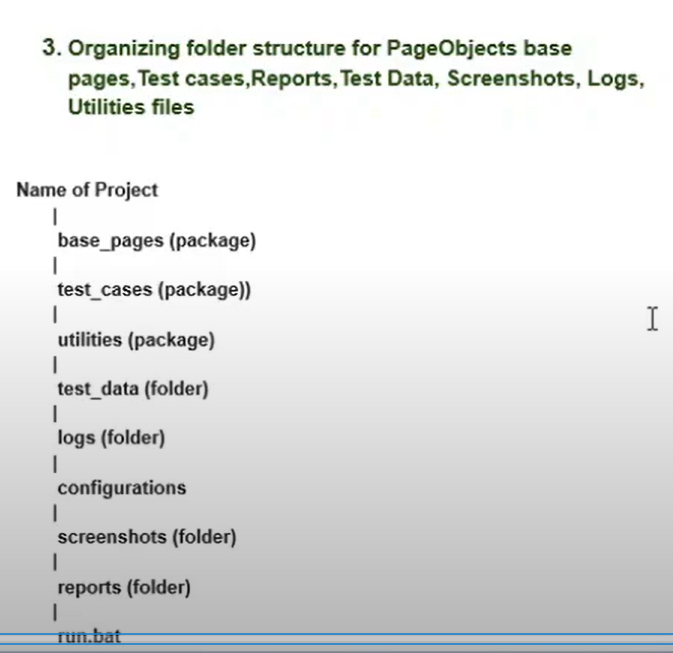 3. Organizing folder structure for PageObjects base
pages,Test cases,Reports,Test Data, Screenshots, Logs,
Utilities files
Name of Project
|
base_pages (package)
|
test_cases (package))
|
utilities (package)
|
test_data (folder)
|
logs (folder)
|
configurations
|
screenshots (folder)
|
reports (folder)
|
run.bat